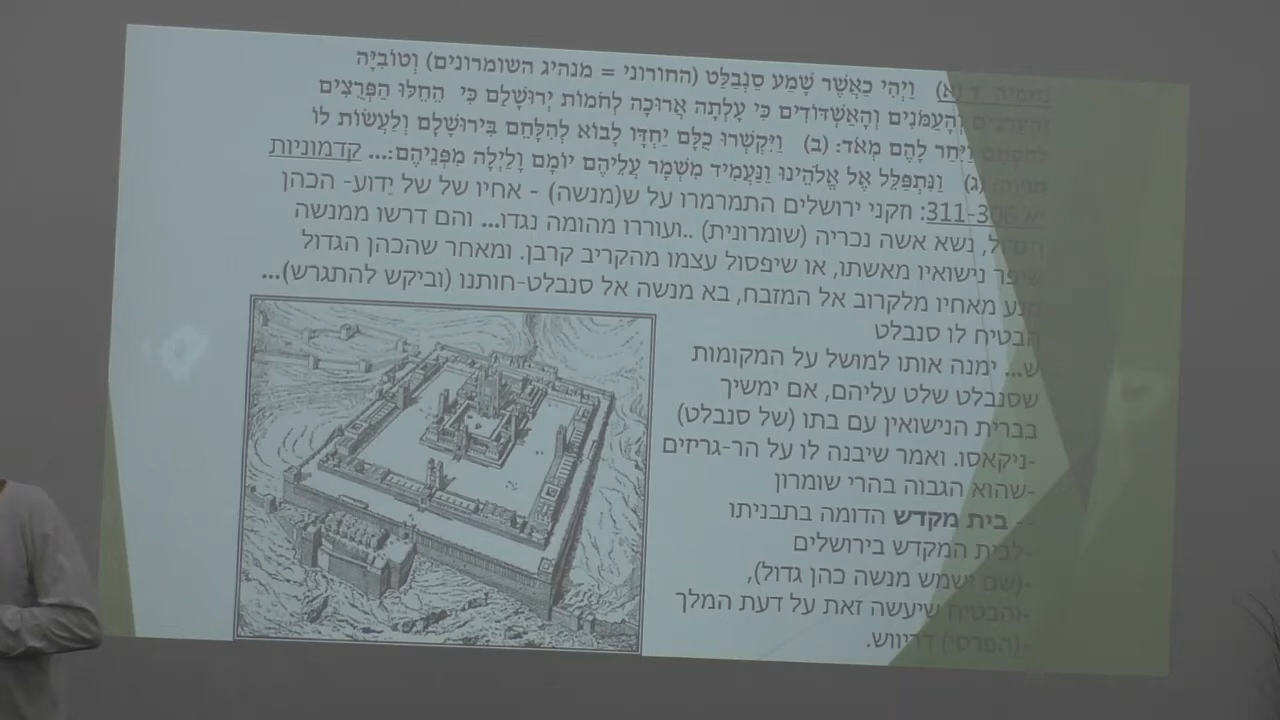 נחמיה ד (א) וַיְהִי כַאֲשֶׁר שָׁמַע סַנְבַלַּט (החורוני = מנהיג השומרונים) וְטוֹבִיָּה
וְהָעַרְבִים וְהָעַמֹּנִים וְהָאַשְׁדּוֹדִים כִּי עָלְתָה אֲרוּכָה לְחֹמוֹת יְרוּשָׁלִַם כִּי הֵחֵלּוּ הַפְּרֻצִים
לְהִסָּתֵם וַיִּחַר לָהֶם מְאֹד: (ב) וַיִּקְשְׁרוּ כֻלָּם יַחְדָּו לָבוֹא לְהִלָּחֵם בִּירוּשָׁלִָם וְלַעֲשׂוֹת לוֹ
(ג) וַנִּתְפַּלֵּל אֶל אֱלֹהֵינוּ וַנַּעֲמִיד מִשְׁמָר עֲלֵיהֶם יוֹמָם וָלַיְלָה מִפְּנֵיהֶם:... קדמוניות
יא 311-306: וזקני ירושלים התמרמרו על ש(מנשה) - אחיו של של יַדוע- הכהן
הגדול, נשא אשה נכריה (שומרונית) ..ועוררו מהומה נגדו... והם דרשו ממנשה
שיפר נישואיו מאשתו, או שיפסול עצמו מהקריב קרבן. ומאחר שהכהן הגדול
מנע מאחיו מלקרוב אל המזבח, בא מנשה אל סנבלט-חותנו (וביקש להתגרש)...
הבטיח לו סנבלט
ש... ימנה אותו למושל על המקומות
שסנבלט שלט עליהם, אם ימשיך
בברית הנישואין עם בתו (של סנבלט)
-ניקאסו. ואמר שיבנה לו על הר-גריזים
-שהוא הגבוה בהרי שומרון
-- בית מקדש הדומה בתבניתו
-לבית המקדש בירושלים
-(שם ישמש מנשה כהן גדול),
-והבטיח שיעשה זאת על דעת המלך
-(הפרסי) דריווש.